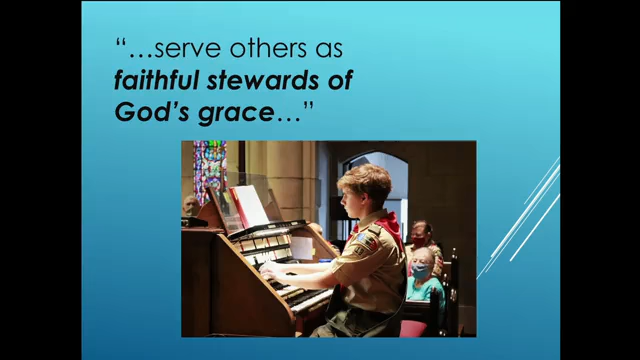 “…serve others as
faithful stewards of
God’s grace…”